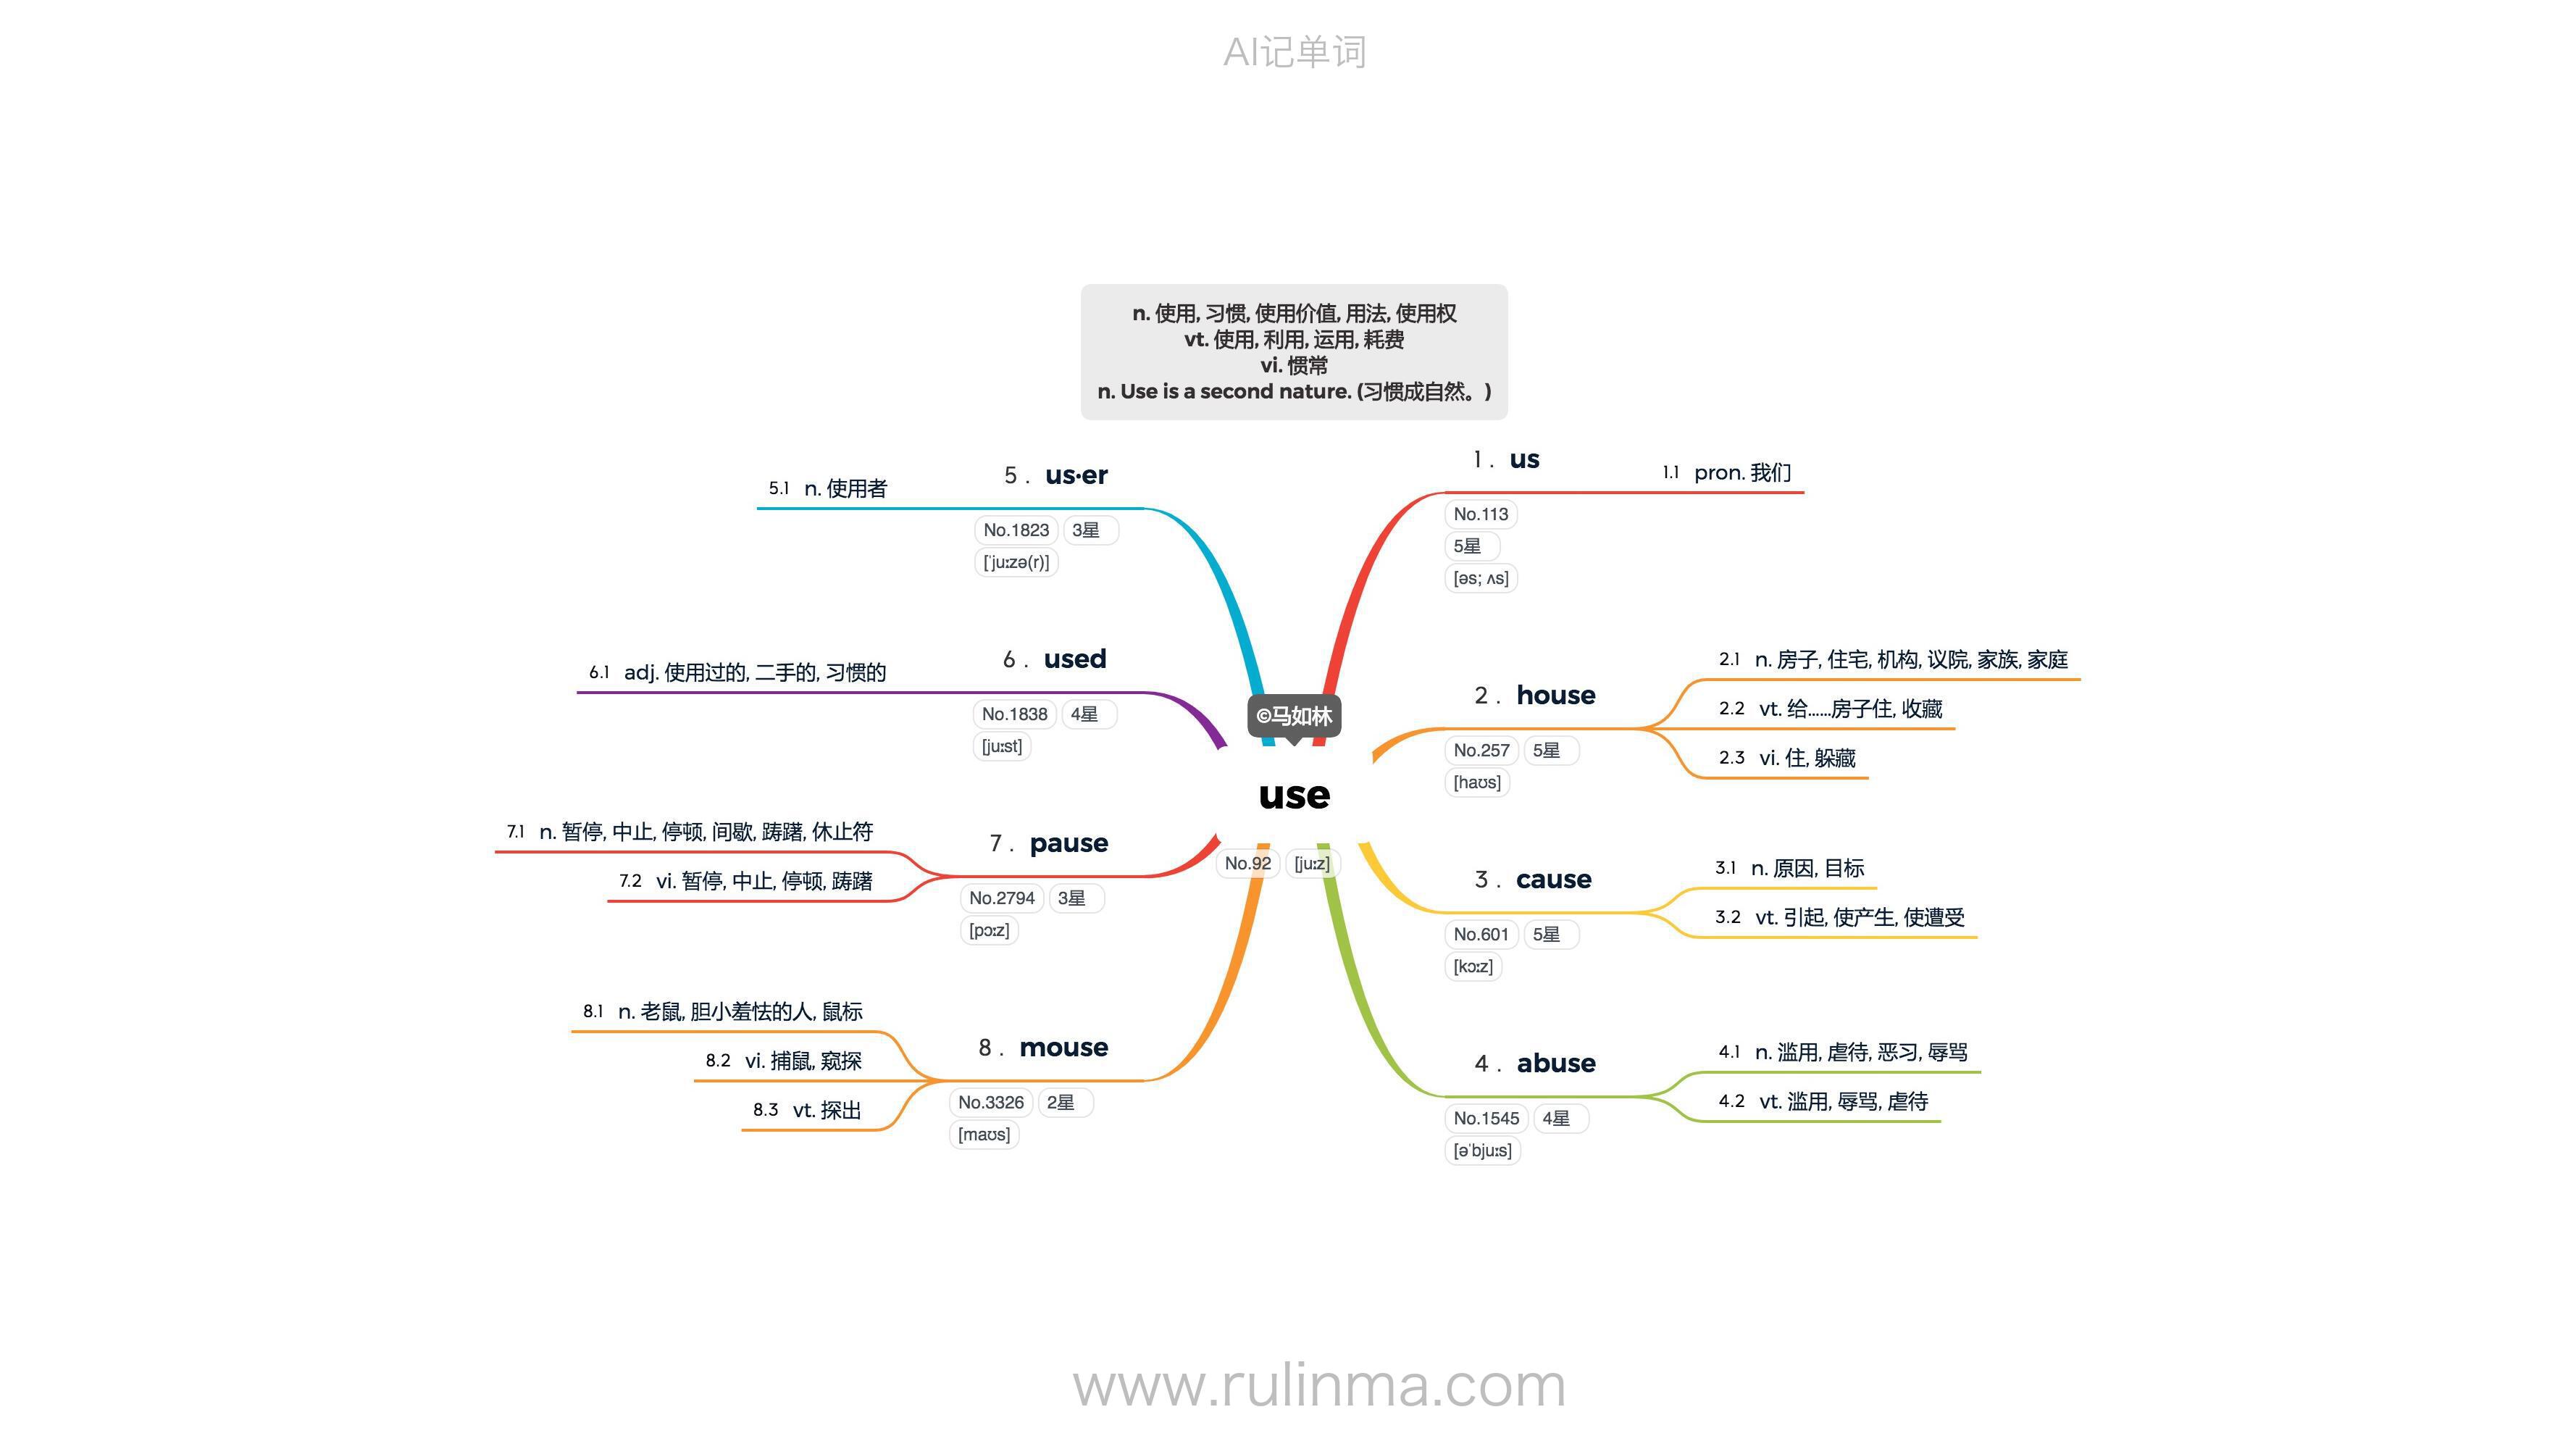 AI记单词
n. 使用, 习惯, 使用价值, 用法, 使用权
vt. 使用, 利用, 运用, 耗费
vi. 惯常
n. Use is a second nature. (习惯成自然。)
©马如林
use
No.92 [juːz]
1 . us
No.113
5星
[əs; ʌs]
1.1 pron. 我们
2 . house
No.257 5星
[haʊs]
2.1 n. 房子, 住宅, 机构, 议院, 家族, 家庭
2.2 vt. 给……房子住, 收藏
2.3 vi. 住, 躲藏
3 . cause
No.601 5星
[kɔːz]
3.1 n. 原因, 目标
3.2 vt. 引起, 使产生, 使遭受
4 . abuse
No.1545 4星
[əˈbjuːs]
4.1 n. 滥用, 虐待, 恶习, 辱骂
4.2 vt. 滥用, 辱骂, 虐待
5 . us·er
No.1823 3星
[ˈjuːzə(r)]
5.1 n. 使用者
6 . used
No.1838 4星
[juːst]
6.1 adj. 使用过的, 二手的, 习惯的
7 . pause
No.2794 3星
[pɔːz]
7.1 n. 暂停, 中止, 停顿, 间歇, 踌躇, 休止符
7.2 vi. 暂停, 中止, 停顿, 踌躇
8 . mouse
No.3326 2星
[maʊs]
8.1 n. 老鼠, 胆小羞怯的人, 鼠标
8.2 vi. 捕鼠, 窥探
8.3 vt. 探出
www.rulinma.com